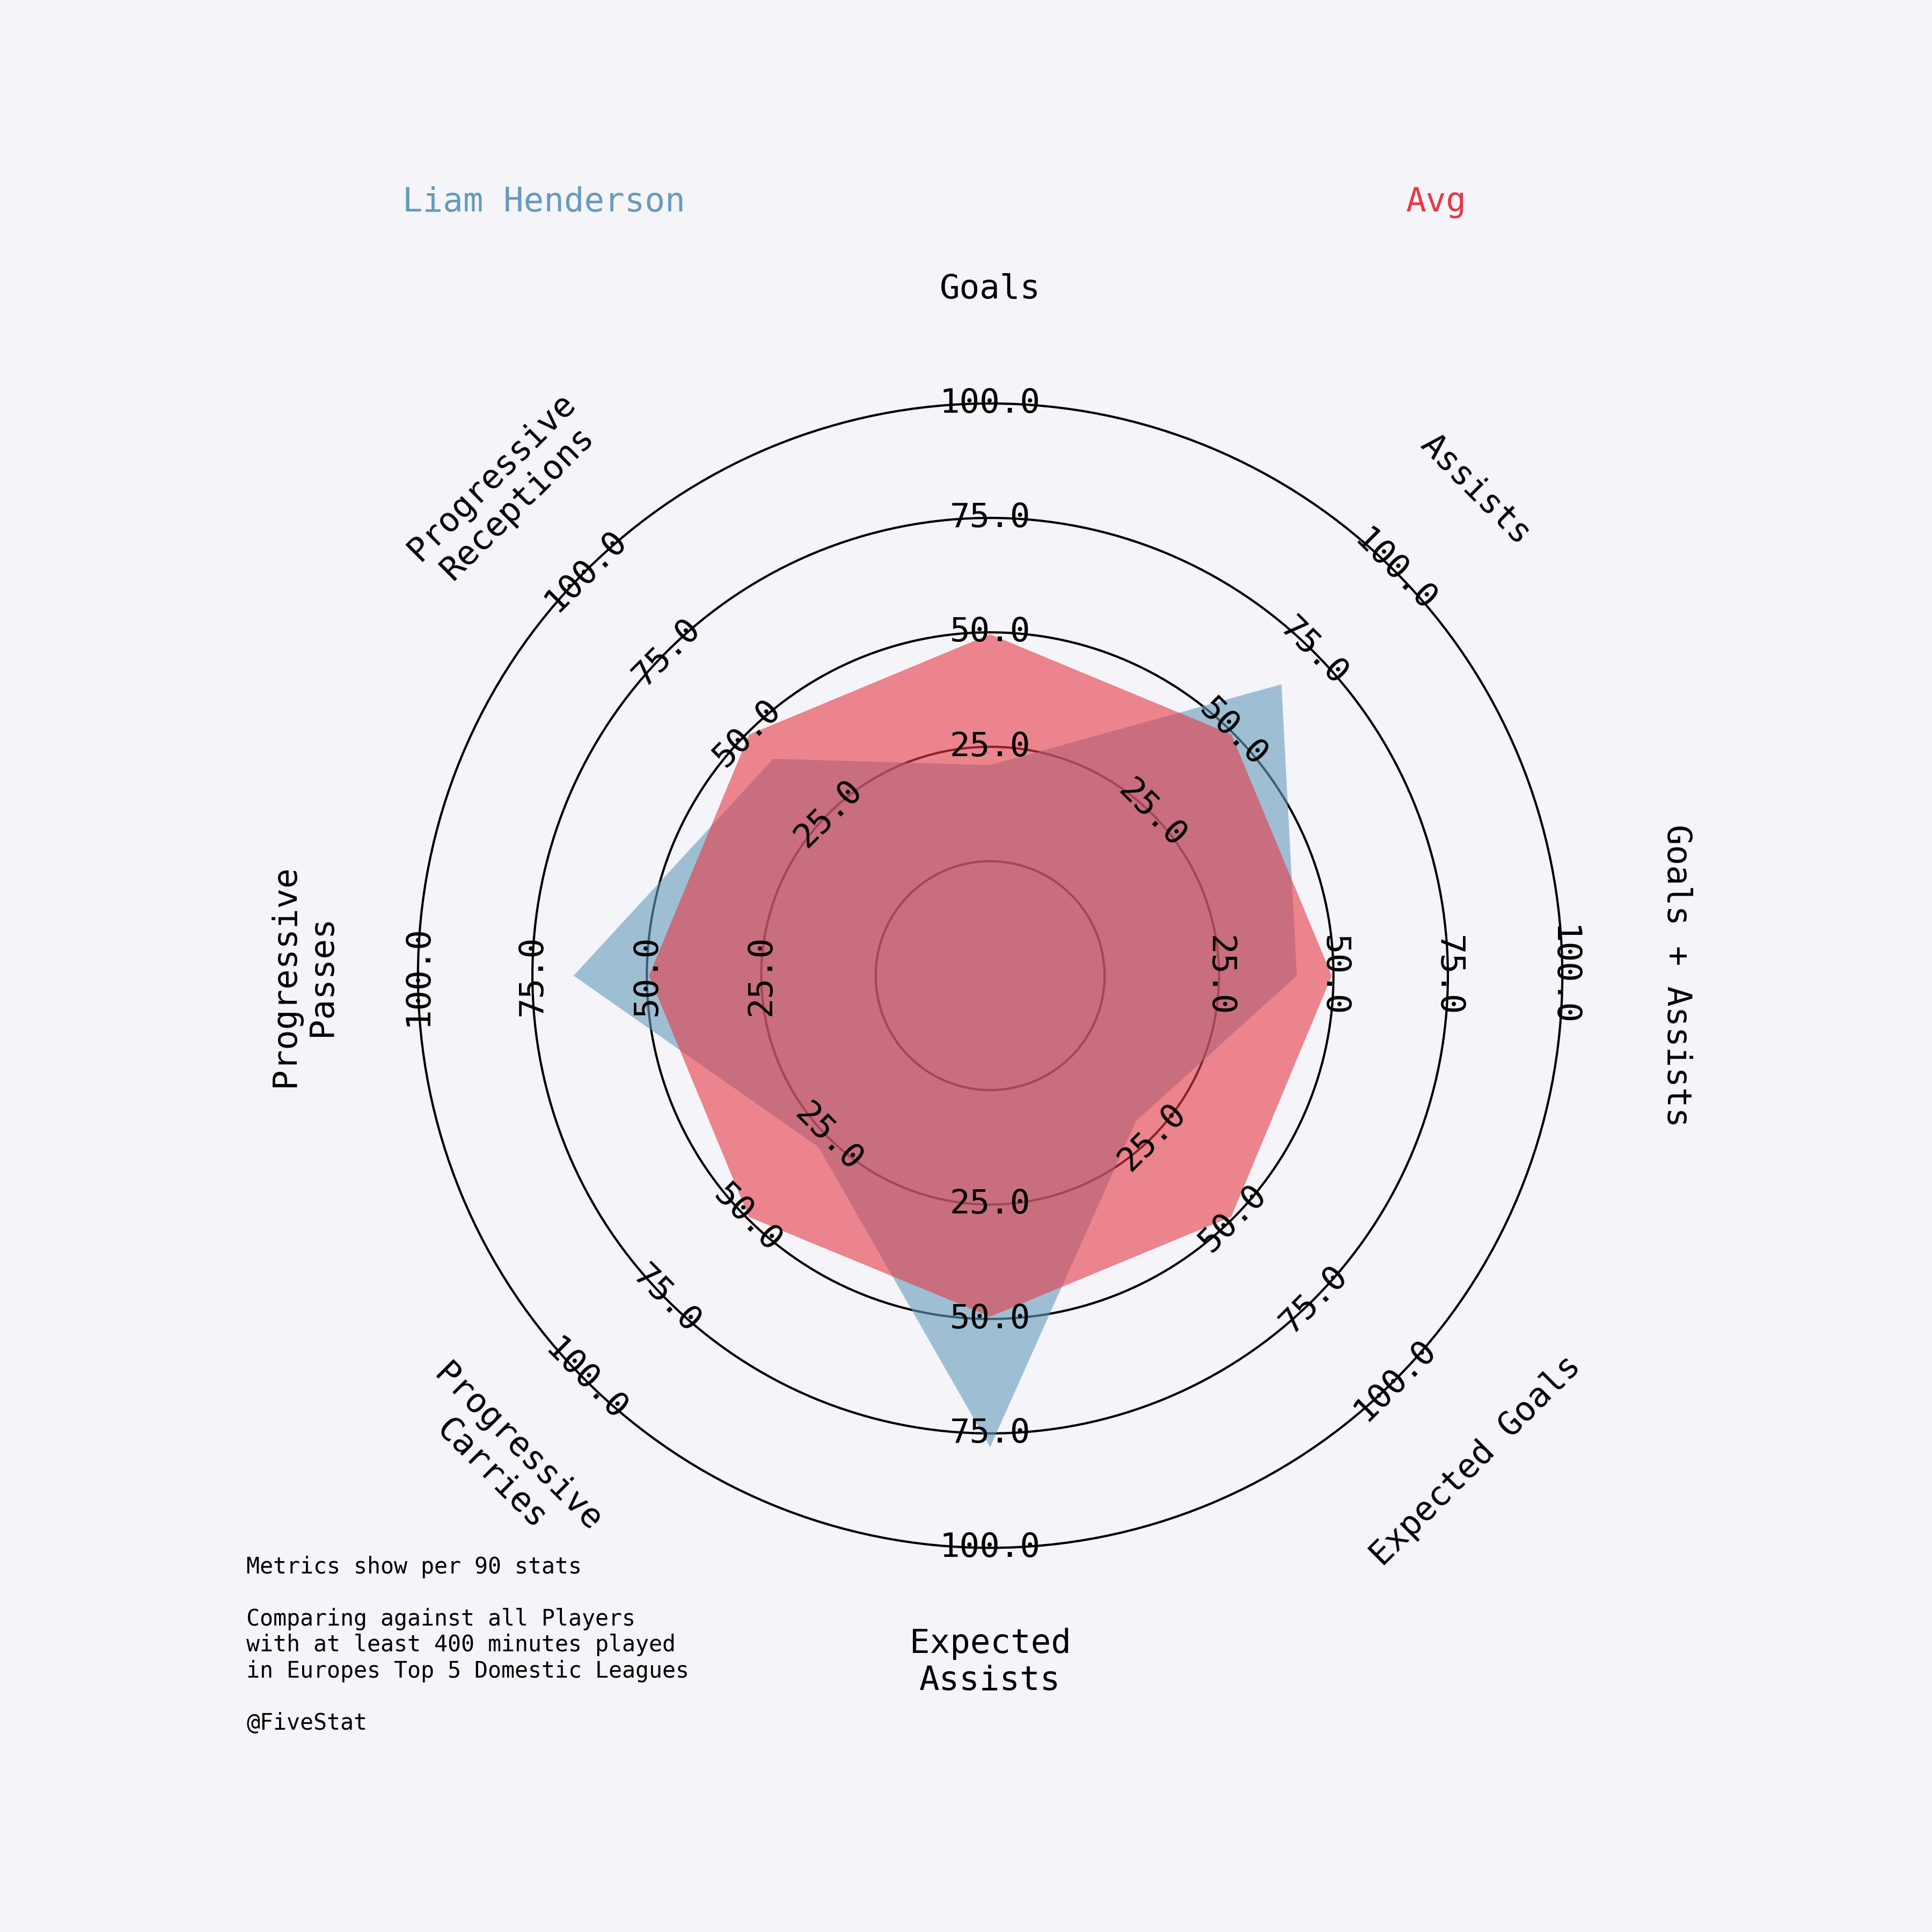 Liam Henderson
Avg
Goals
Assists
Goals + Assists
Expected Goals
Expected
Assists
Progressive
Carries
Progressive
Passes
Progressive
Receptions
25.0
50.0
75.0
100.0
25.0
50.0
75.0
100.0
25.0
50.0
75.0
100.0
25.0
50.0
75.0
100.0
25.0
50.0
75.0
100.0
25.0
50.0
75.0
100.0
25.0
50.0
75.0
100.0
25.0
50.0
75.0
100.0
Metrics show per 90 stats
Comparing against all Players
with at least 400 minutes played
in Europes Top 5 Domestic Leagues
@FiveStat